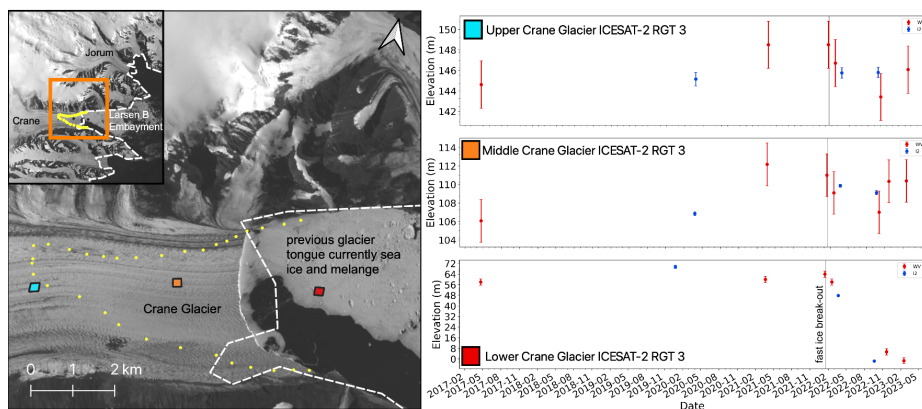 Jorum
Crane
Larsen B
Embayment
previous glacier
tongue currently sea
ice and melange
Crane Glacier
0 1 2 km
Upper Crane Glacier ICESAT-2 RGT 3
Elevation (m)
150
148
146
144
142
Middle Crane Glacier ICESAT-2 RGT 3
Elevation (m)
114
112
110
108
106
104
I2
Elevation (m)
72
64
56
48
40
32
24
16
8
0
WV
I2
fast ice break-out
Lower Crane Glacier ICESAT-2 RGT 3
2017-02 2017-05 2017-08 2017-11 2018-02 2018-05 2018-08 2018-11 2019-02 2019-05 2019-08 2019-11 2020-02 2020-05 2020-08 2020-11 2021-02 2021-05 2021-08 2021-11 2022-02 2022-05 2022-08 2022-11 2023-02 2023-05
Date